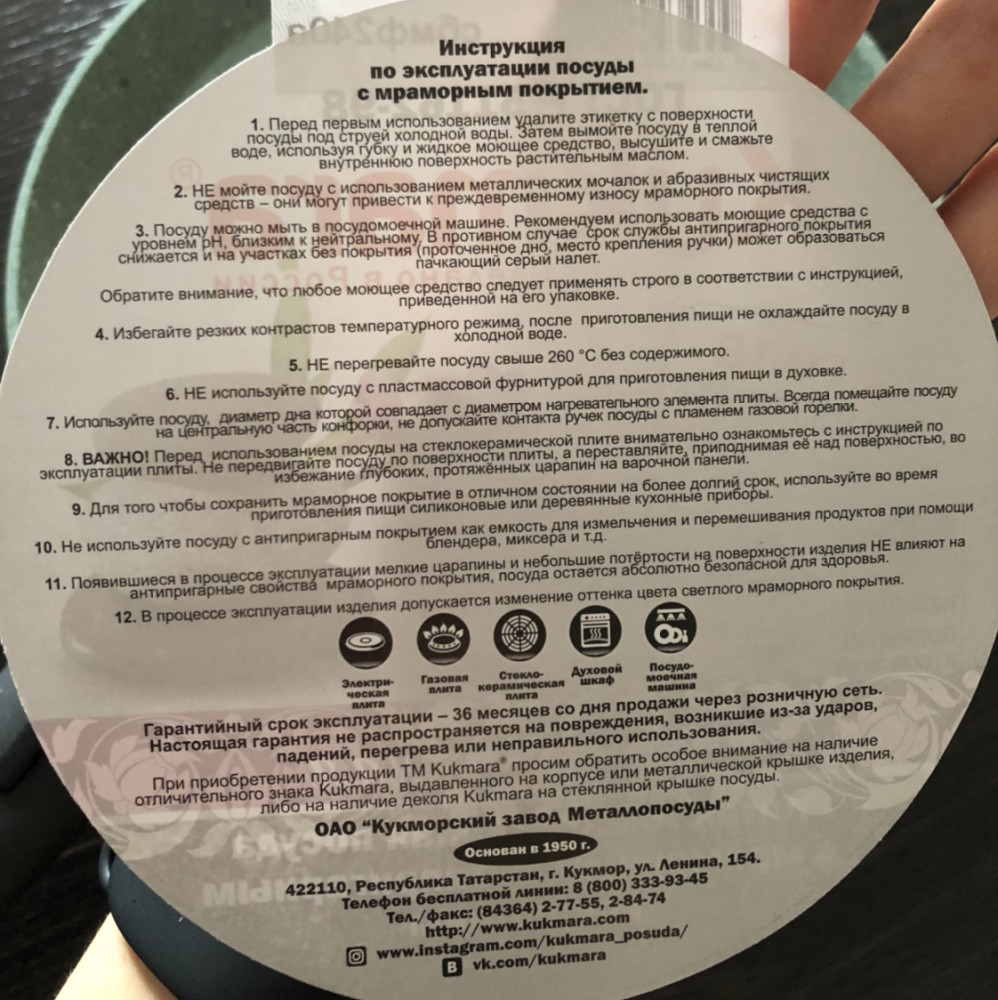 сбмф240а
Инструкция
по эксплуатации посуды
с мраморным покрытием.
1. Перед первым использованием удалите этикетку с поверхности
посуды под струей холодной воды. Затем вымойте посуду в теплой
воде, используя губку и жидкое моющее средство, высушите и смажьте
внутреннюю поверхность растительным маслом.
2. НЕ мойте посуду с использованием металлических мочалок и абразивных чистящих
средств – они могут привести к преждевременному износу мраморного покрытия.
3. Посуду можно мыть в посудомоечной машине. Рекомендуем использовать моющие средства с
уровнем pH, близким к нейтральному. В противном случае срок службы антипригарного покрытия
снижается и на участках без покрытия (проточенное дно, место крепления ручки) может образоваться
пачкающий серый налет.
Обратите внимание, что любое моющее средство следует применять строго в соответствии с инструкцией,
приведенной на его упаковке.
4. Избегайте резких контрастов температурного режима, после приготовления пищи не охлаждайте посуду в
холодной воде.
5. НЕ перегревайте посуду свыше 260 °С без содержимого.
6. НЕ используйте посуду с пластмассовой фурнитурой для приготовления пищи в духовке.
7. Используйте посуду, диаметр дна которой совпадает с диаметром нагревательного элемента плиты. Всегда помещайте посуду
на центральную часть конфорки, не допускайте контакта ручек посуды с пламенем газовой горелки.
8. ВАЖНО! Перед использованием посуды на стеклокерамической плите внимательно ознакомьтесь с инструкцией по
эксплуатации плиты. Не передвигайте посуду по поверхности плиты, а переставляйте, приподнимая её над поверхностью, во
избежание глубоких, протяжённых царапин на варочной панели.
9. Для того чтобы сохранить мраморное покрытие в отличном состоянии на более долгий срок, используйте во время
приготовления пищи силиконовые или деревянные кухонные приборы.
10. Не используйте посуду с антипригарным покрытием как емкость для измельчения и перемешивания продуктов при помощи
блендера, миксера и т.д.
11. Появившиеся в процессе эксплуатации мелкие царапины и небольшие потёртости на поверхности изделия НЕ влияют на
антипригарные свойства мраморного покрытия, посуда остается абсолютно безопасной для здоровья.
12. В процессе эксплуатации изделия допускается изменение оттенка цвета светлого мраморного покрытия.
Электри-
ческая
плита
Газовая
плита
Стекло-
керамическая
плита
Духовой
шкаф
Посудо-
моечная
машина
Гарантийный срок эксплуатации – 36 месяцев со дня продажи через розничную сеть.
Настоящая гарантия не распространяется на повреждения, возникшие из-за ударов,
падений, перегрева или неправильного использования.
При приобретении продукции ТМ Kukmara® просим обратить особое внимание на наличие
отличительного знака Kukmara, выдавленного на корпусе или металлической крышке изделия,
либо на наличие деколя Kukmara на стеклянной крышке посуды.
ОАО “Кукморский завод Металлопосуды”
Основан в 1950 г.
422110, Республика Татарстан, г. Кукмор, ул. Ленина, 154.
Телефон бесплатной линии: 8 (800) 333-93-45
Тел./факс: (84364) 2-77-55, 2-84-74
http://www.kukmara.com
www.instagram.com/kukmara_posuda/
B vk.com/kukmara